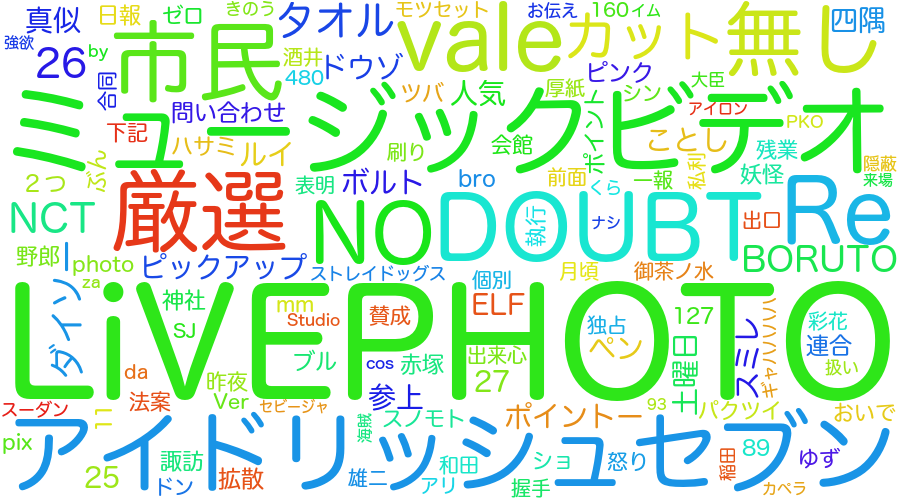 モツセット
きのう
お伝え
160
ィム
真似
日報
ゼロ
タオル
vale
カット
無し
四隅
強欲
26
by
市民
酒井
480
ドウゾ
合同
問い合わせ
ツバ
人気
ピンク
厚紙
シン
大臣
アイロン
PKO
ミュージックビデオ
下記
ハサミ
ルイ
刷り
会館
ポイント
ことし
残業
隠蔽
来場
2つ
ぶん
厳選
表明
ボルト
bro
前面
くら
一報
私利
妖怪
NCT
NO
DOUBT
執行
ナシ
出口
Re
野郎
photo
ピックアップ
ストレイドッグス
個別
月頃
御茶ノ水
BORUTO
za
ダイソー
LiVEPHOTO
神社
SJ
mm
Studio
賛成
ELF
独占
127
彩花
連合
ブル
cos
赤塚
出来心
ペン
土曜日
スミレ
ギャハハハハハ
扱い
da
昨夜
Ver
法案
セビージャ
参上
27
スーダン
11
海賊
スノモト
ポイントー
93
パクツイ
おいで
pix
アイドリッシュセブン
25
諏訪
ドン
拡散
雄二
和田
アリ
ショ
握手
怒り
稲田
89
ゆず
カペラ